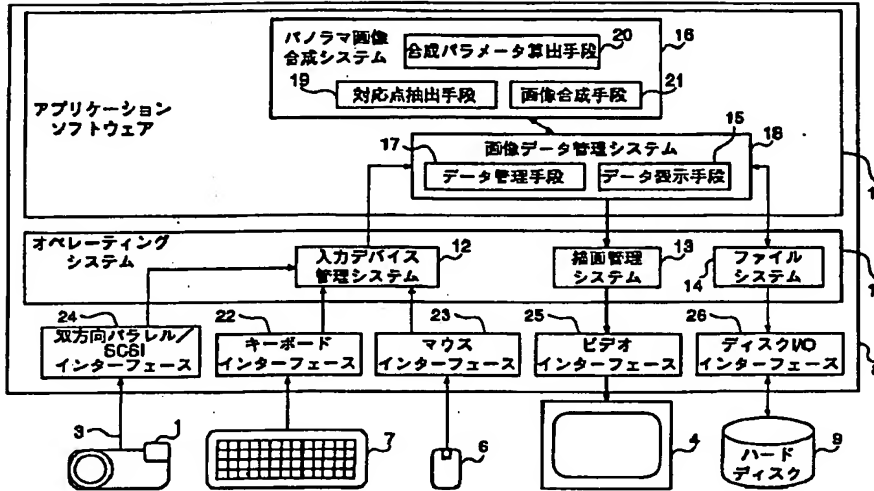 パノラマ画像
合成システム
合成パラメータ算出手段
20
16
19
対応点抽出手段
画像合成手段
21
アプリケーション
ソフトウェア
画像データ管理システム
15
18
17
データ管理手段
データ表示手段
オペレーティング
システム
入力デバイス
管理システム
12
描画管理
システム
13
ファイル
システム
14
24
双方向パラレル/
SCSI
インターフェース
22
キーボード
インターフェース
23
マウス
インターフェース
25
ビデオ
インターフェース
26
ディスクI/O
インターフェース
3
1
7
6
4
9
ハード
ディスク